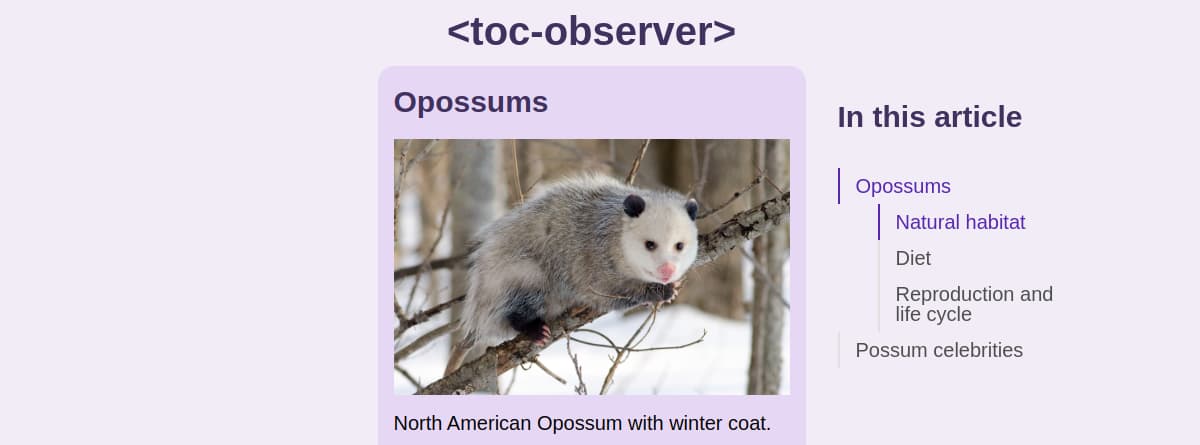 <toc-observer>
Opossums
North American Opossum with winter coat.
In this article
Opossums
Natural habitat
Diet
Reproduction and
life cycle
Possum celebrities